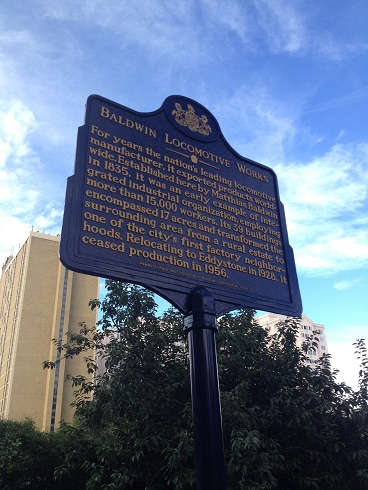 BALDWIN LOCOMOTIVE WORKS
For years the nation's leading locomotive
manufacturer, it exported products world-
wide. Established here by Matthias Baldwin
in 1835, it was an early example of inte-
grated industrial organization, employing
more than 15,000 workers. Its 39 buildings
encompassed 17 acres and transformed the
surrounding area from a rural estate to
one of the city's first factory neighbor-
hoods. Relocating to Eddystone in 1928, it
ceased production in 1956.